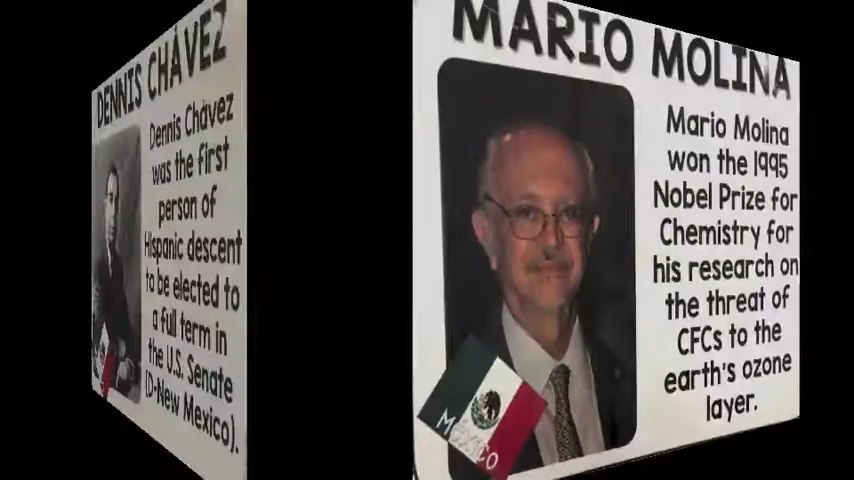 DENNIS CHÁVEZ
Dennis Chávez
was the first
person of
Hispanic descent
to be elected to
a full term in
the U.S. Senate
(D-New Mexico).
MARIO MOLINA
Mario Molina
won the 1995
Nobel Prize for
Chemistry for
his research on
the threat of
CFCs to the
earth's ozone
layer.
MÉXICO